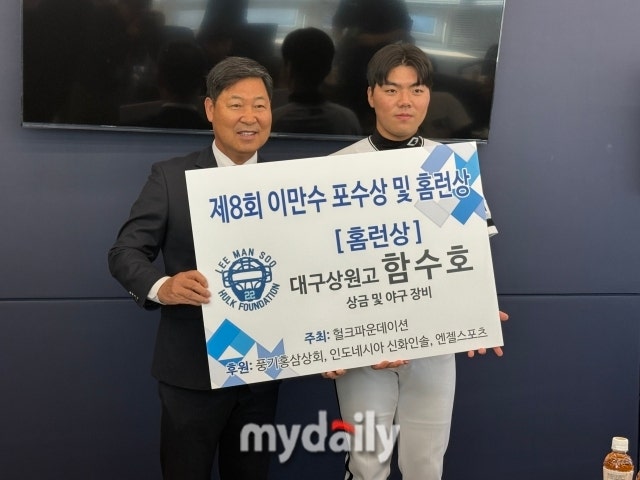 제8회 이만수 포수상 및 홈런상
[홈런상]
LEE MAN SOO
22
HULK FOUNDATION
대구상원고 함수호
상금 및 야구 장비
주최: 헐크파운데이션
후원: 풍기홍삼상회, 인도네시아 신화인술, 엔젤스포츠
mydaily